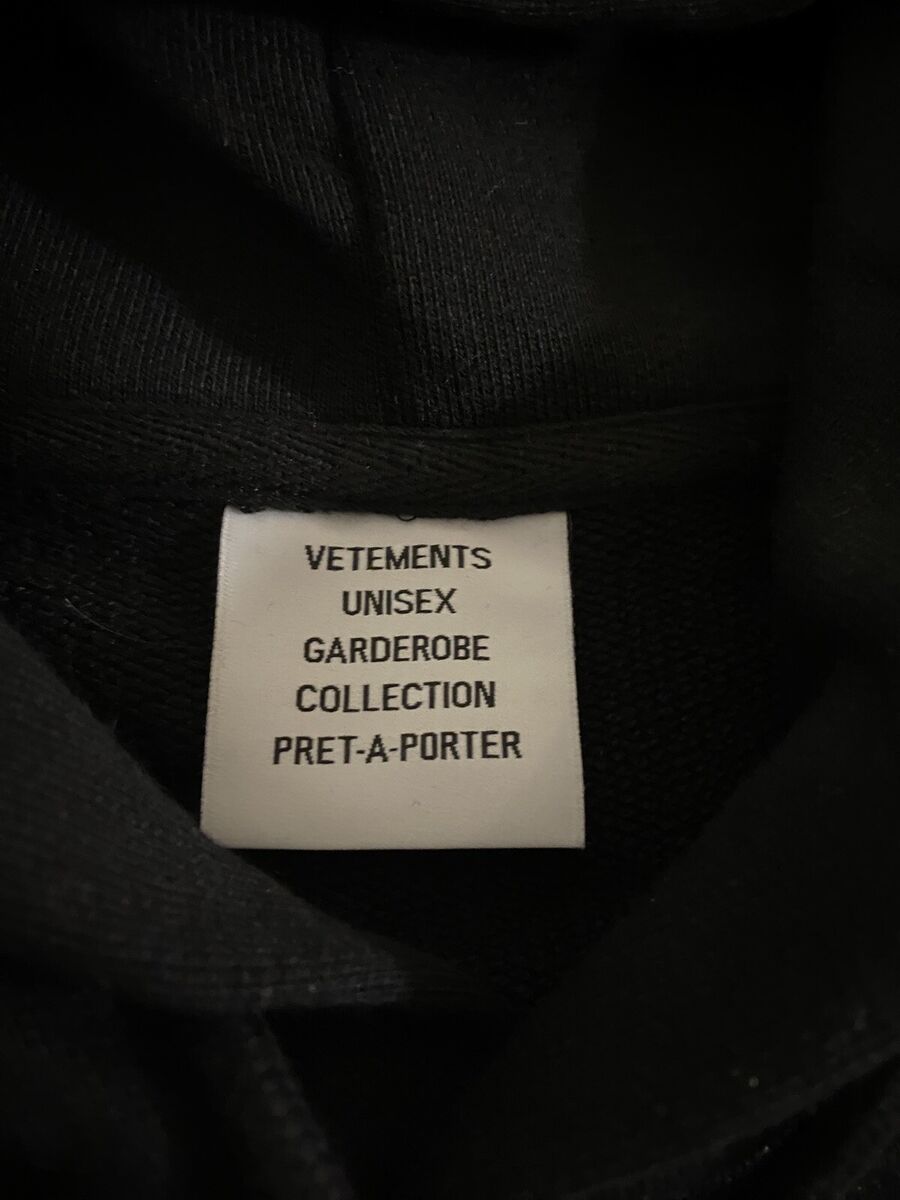 VETEMENTS
UNISEX
GARDEROBE
COLLECTION
PRET-A-PORTER